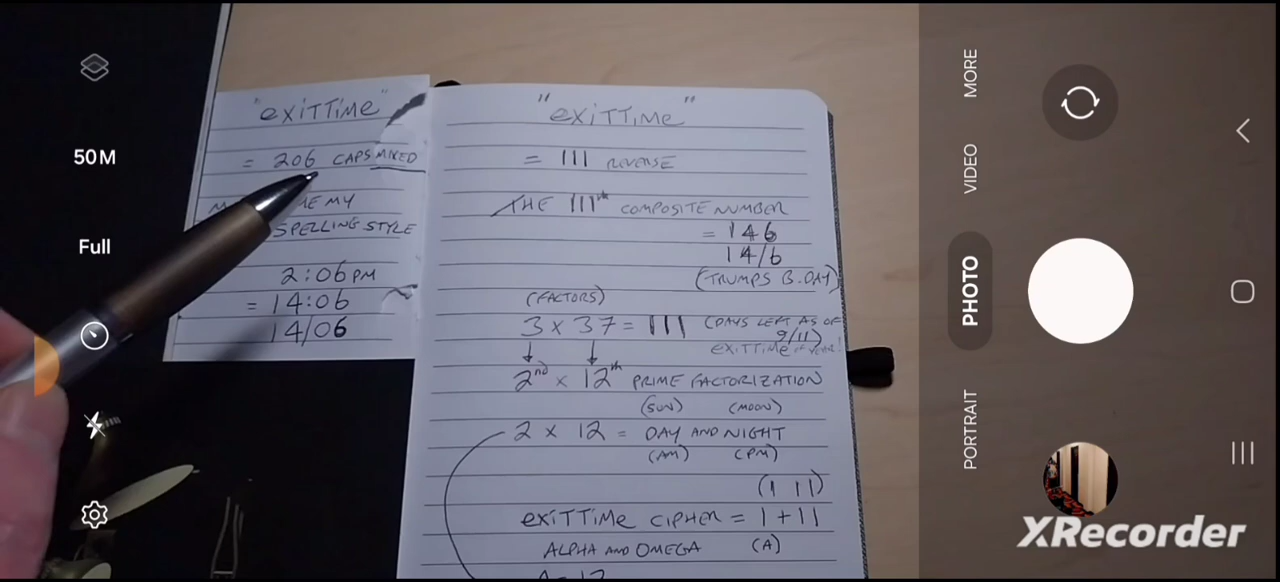 50M
Full
"exiTTiMe"
= 206 CAPS MIXED
EMY
SPELLING STYLE
2:06 PM
= 14:06
14/06
"exiTTiMe"
= 111 REVERSE
THE 111th COMPOSITE NUMBER
= 146
14/6
(TRUMPS B.DAY)
(FACTORS)
3 x 37 = 111 (DAYS LEFT AS OF
9/11)
EXITTIME OF YEAR!
2nd x 12th PRIME FACTORIZATION
(SUN) (MOON)
2 x 12 = DAY AND NIGHT
(AM) (PM)
(1 11)
exiTTiMe CIPHER = 1 + 11
ALPHA AND OMEGA (A)
MORE
VIDEO
PHOTO
PORTRAIT
XRecorder